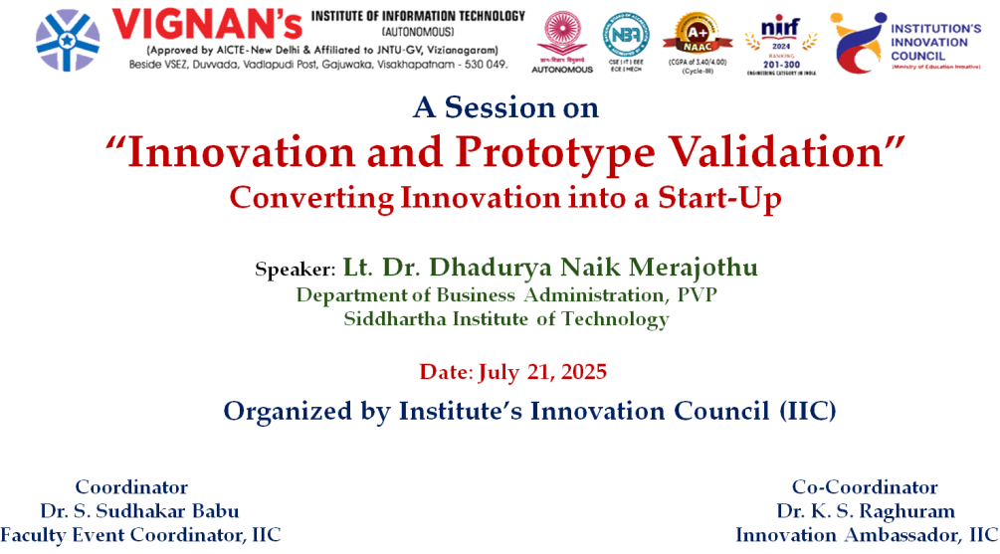 VIGNAN's INSTITUTE OF INFORMATION TECHNOLOGY
(AUTONOMOUS)
(Approved by AICTE-New Delhi & Affiliated to JNTU-GV, Vizianagaram)
Beside VSEZ, Duvvada, Vadlapudi Post, Gajuwaka, Visakhapatnam - 530 049.
AUTONOMOUS
NBA
CSE | IT | EEE
ECE | MECH
A+
NAAC
(CGPA of 3.40/4.00)
(Cycle-III)
nirf
2024
RANKING
201-300
ENGINEERING CATEGORY IN INDIA
INSTITUTION'S
INNOVATION
COUNCIL
(Ministry of Education Initiative)
A Session on
“Innovation and Prototype Validation”
Converting Innovation into a Start-Up
Speaker: Lt. Dr. Dhadurya Naik Merajothu
Department of Business Administration, PVP
Siddhartha Institute of Technology
Date: July 21, 2025
Organized by Institute’s Innovation Council (IIC)
Coordinator
Dr. S. Sudhakar Babu
Faculty Event Coordinator, IIC
Co-Coordinator
Dr. K. S. Raghuram
Innovation Ambassador, IIC